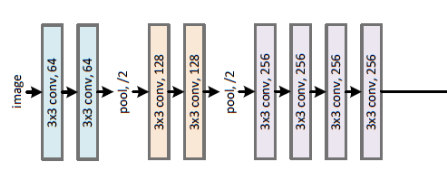 image
3x3 conv, 64
3x3 conv, 64
pool, /2
3x3 conv, 128
3x3 conv, 128
pool, /2
3x3 conv, 256
3x3 conv, 256
3x3 conv, 256
3x3 conv, 256